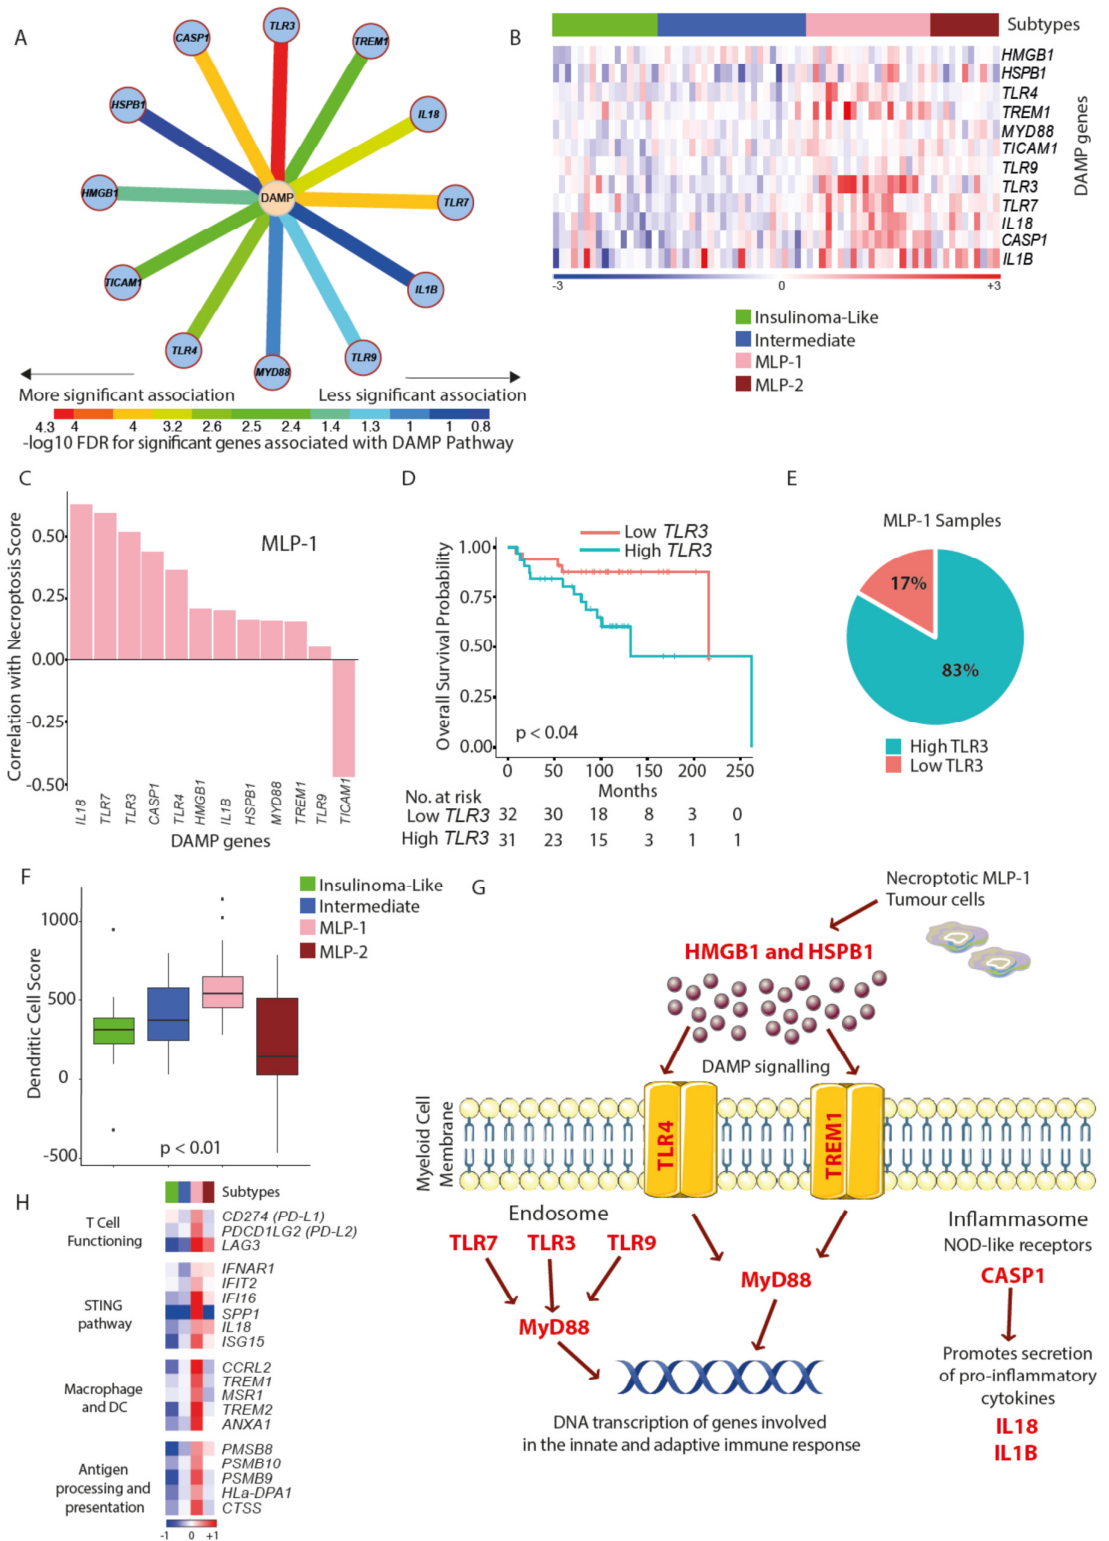 A
CASP1
TLR3
TREM1
HSPB1
IL18
HMGB1
DAMP
TLR7
TICAM1
IL1B
TLR4
MYD88
TLR9
More significant association
Less significant association
4.3 4 4 3.2 2.6 2.5 2.4 1.4 1.3 1 1 0.8
-log10 FDR for significant genes associated with DAMP Pathway
B
Subtypes
HMGB1
HSPB1
TLR4
TREM1
MYD88
TICAM1
TLR9
TLR3
TLR7
IL18
CASP1
IL1B
DAMP genes
-3 0 +3
Insulinoma-Like
Intermediate
MLP-1
MLP-2
C
Correlation with Necroptosis Score
MLP-1
0.50
0.25
0.00
-0.25
-0.50
IL18
TLR7
TLR3
CASP1
TLR4
HMGB1
IL1B
HSPB1
MYD88
TREM1
TLR9
TICAM1
DAMP genes
D
Low TLR3
High TLR3
Overall Survival Probability
1.00
0.75
0.50
0.25
0.00
p < 0.04
0 50 100 150 200 250
Months
No. at risk
Low TLR3 32 30 18 8 3 0
High TLR3 31 23 15 3 1 1
E
MLP-1 Samples
17%
83%
High TLR3
Low TLR3
F
Dendritic Cell Score
1000
500
0
-500
p < 0.01
Insulinoma-Like
Intermediate
MLP-1
MLP-2
G
Necroptotic MLP-1
Tumour cells
HMGB1 and HSPB1
DAMP signalling
Myeloid Cell
Membrane
TLR4
TREM1
Endosome
TLR7 TLR3 TLR9
MyD88
MyD88
DNA transcription of genes involved
in the innate and adaptive immune response
Inflammasome
NOD-like receptors
CASP1
Promotes secretion
of pro-inflammatory
cytokines
IL18
IL1B
H
Subtypes
T Cell
Functioning
CD274 (PD-L1)
PDCD1LG2 (PD-L2)
LAG3
STING
pathway
IFNAR1
IFIT2
IFI16
SPP1
IL18
ISG15
Macrophage
and DC
CCRL2
TREM1
MSR1
TREM2
ANXA1
Antigen
processing and
presentation
PMSB8
PSMB10
PSMB9
HLa-DPA1
CTSS
-1 0 +1